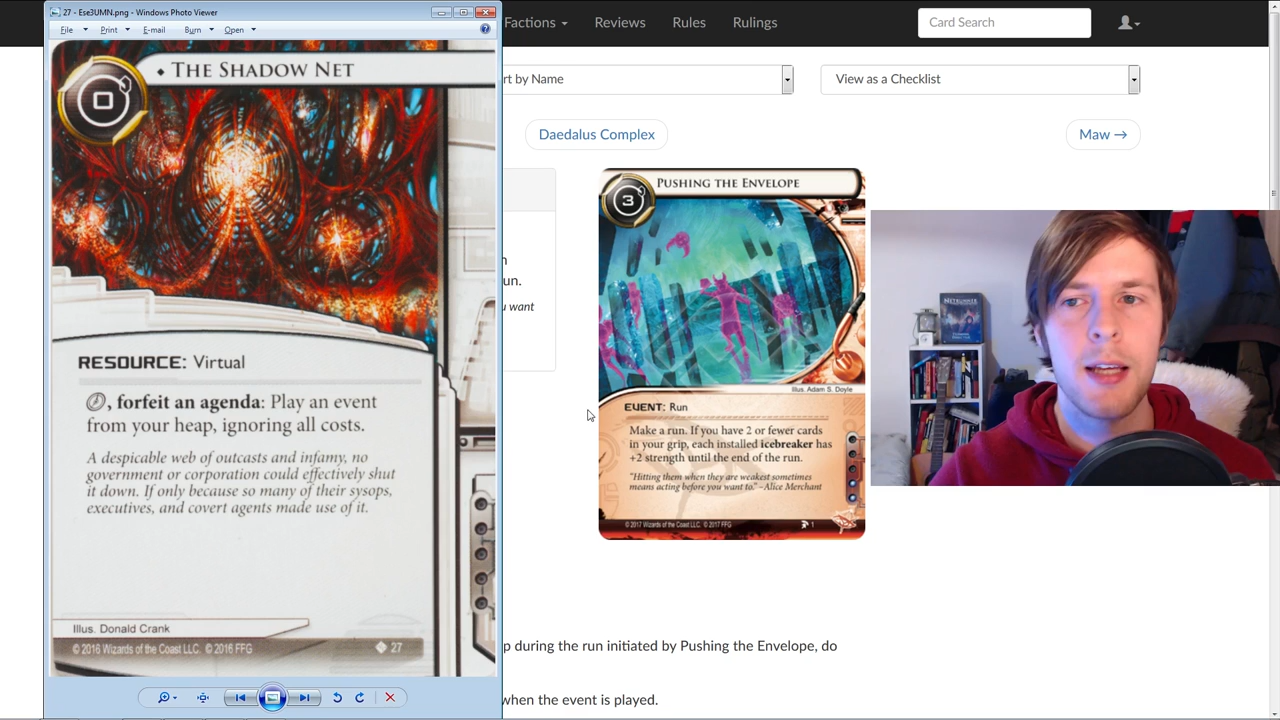 27 - Ese3UMN.png - Windows Photo Viewer
File Print E-mail Burn Open
Factions Reviews Rules Rulings Card Search
rt by Name
View as a Checklist
Daedalus Complex
Maw →
◆ THE SHADOW NET
0
RESOURCE: Virtual
, forfeit an agenda: Play an event
from your heap, ignoring all costs.
A despicable web of outcasts and infamy, no
government or corporation could effectively shut
it down. If only because so many of their sysops,
executives, and covert agents made use of it.
Illus. Donald Crank
© 2016 Wizards of the Coast LLC. © 2016 FFG
27
n
un.
u want
PUSHING THE ENVELOPE
3
Illus. Adam S. Doyle
EVENT: Run
Make a run. If you have 2 or fewer cards
in your grip, each installed icebreaker has
+2 strength until the end of the run.
"Hitting them when they are weakest sometimes
means acting before you want to." –Alice Merchant
© 2017 Wizards of the Coast LLC. © 2017 FFG
1
NETRUNNER
p during the run initiated by Pushing the Envelope, do
when the event is played.